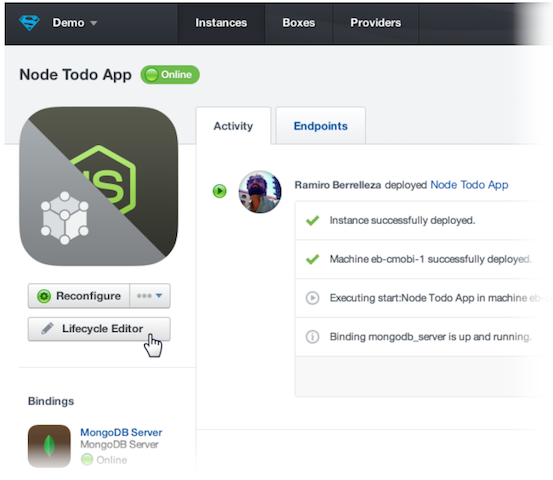 Demo
Instances
Boxes
Providers
Node Todo App
Online
Activity
Endpoints
JS
Ramiro Berrelleza deployed Node Todo App
Instance successfully deployed.
Machine eb-cmobi-1 successfully deployed.
Executing start:Node Todo App in machine eb-
Binding mongodb_server is up and running.
Reconfigure
Lifecycle Editor
Bindings
MongoDB Server
MongoDB Server
Online